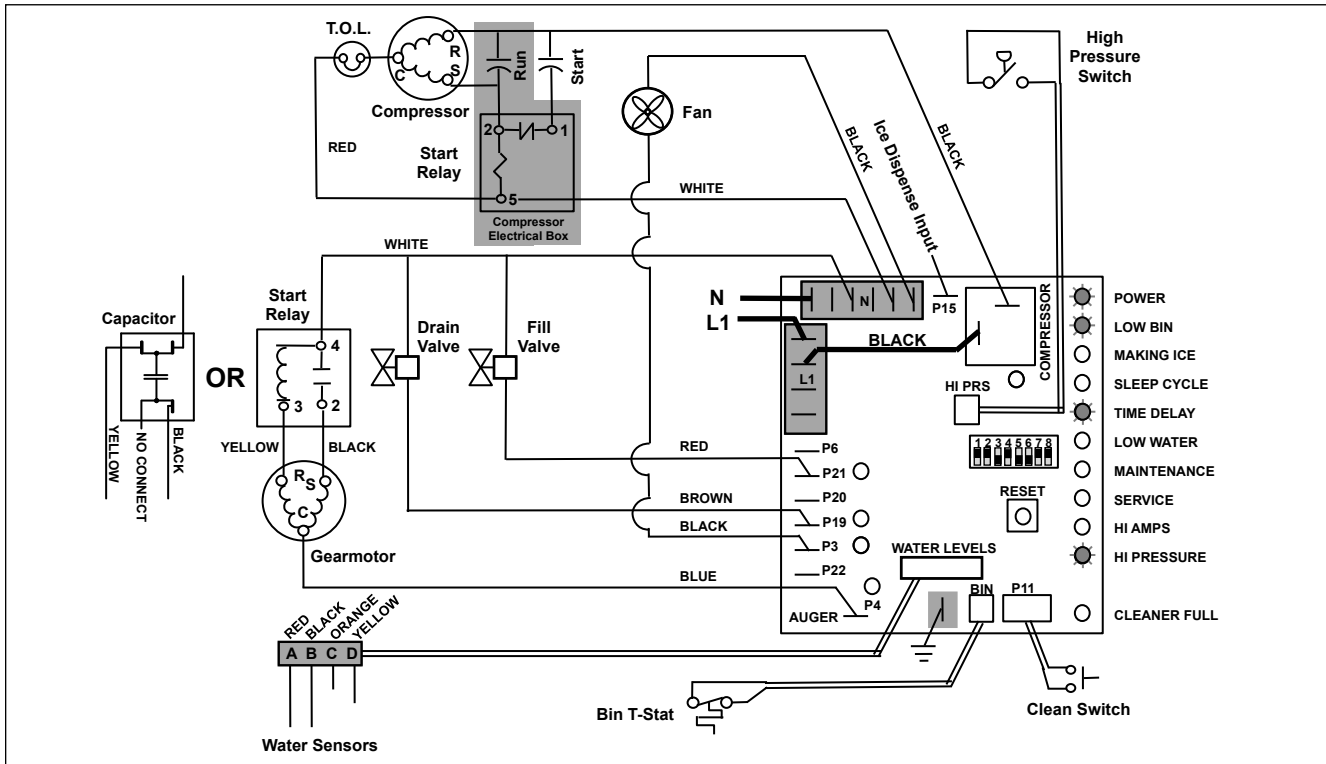 T.O.L.
R
S
C
Compressor
Run
Start
2
1
5
Start
Relay
Compressor
Electrical Box
RED
WHITE
Fan
BLACK
Ice Dispense Input
BLACK
High
Pressure
Switch
WHITE
Capacitor
YELLOW
NO CONNECT
BLACK
OR
Start
Relay
4
3
2
YELLOW
BLACK
R
S
C
Gearmotor
Drain
Valve
Fill
Valve
N
L1
N
P15
COMPRESSOR
BLACK
L1
HI PRS
P6
RED
P21
P20
BROWN
P19
BLACK
P3
P22
BLUE
P4
AUGER
1 2 3 4 5 6 7 8
RESET
WATER LEVELS
BIN
P11
POWER
LOW BIN
MAKING ICE
SLEEP CYCLE
TIME DELAY
LOW WATER
MAINTENANCE
SERVICE
HI AMPS
HI PRESSURE
CLEANER FULL
RED
BLACK
ORANGE
YELLOW
A B C D
Water Sensors
Bin T-Stat
Clean Switch